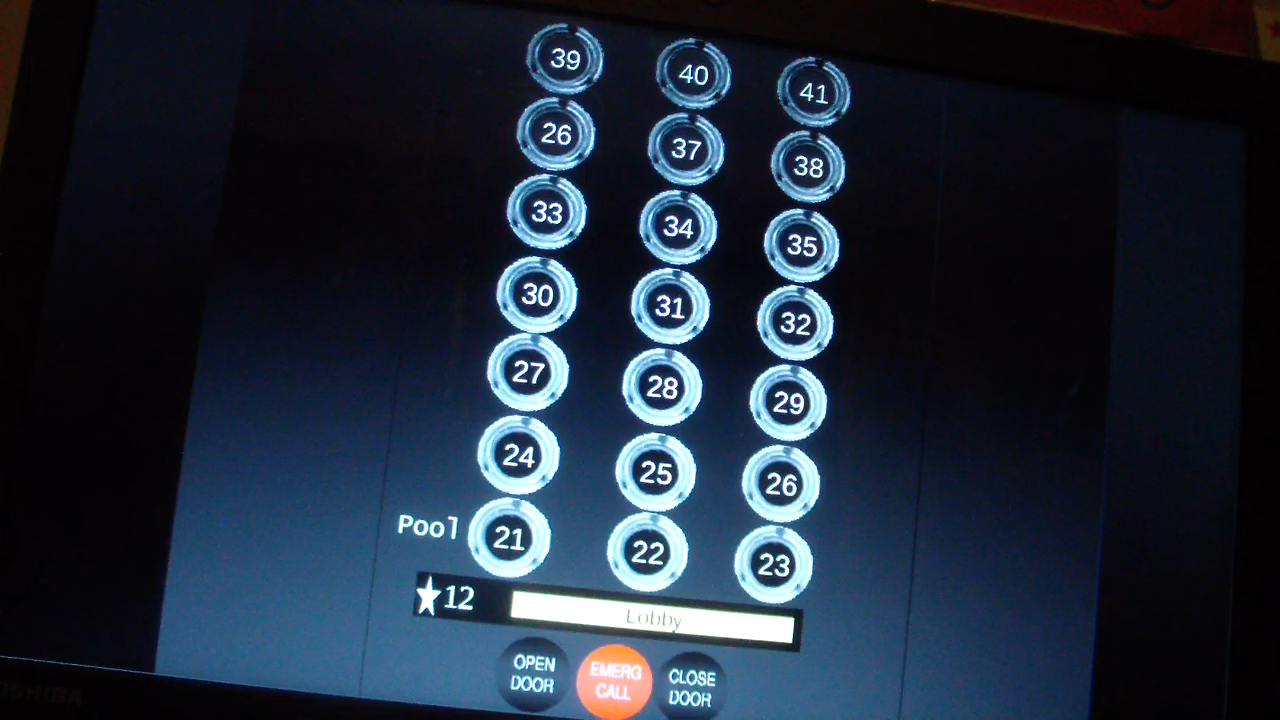 39 40 41
26 37 38
33 34 35
30 31 32
27 28 29
24 25 26
Pool 21 22 23
★12 Lobby
OPEN DOOR
EMERG CALL
CLOSE DOOR